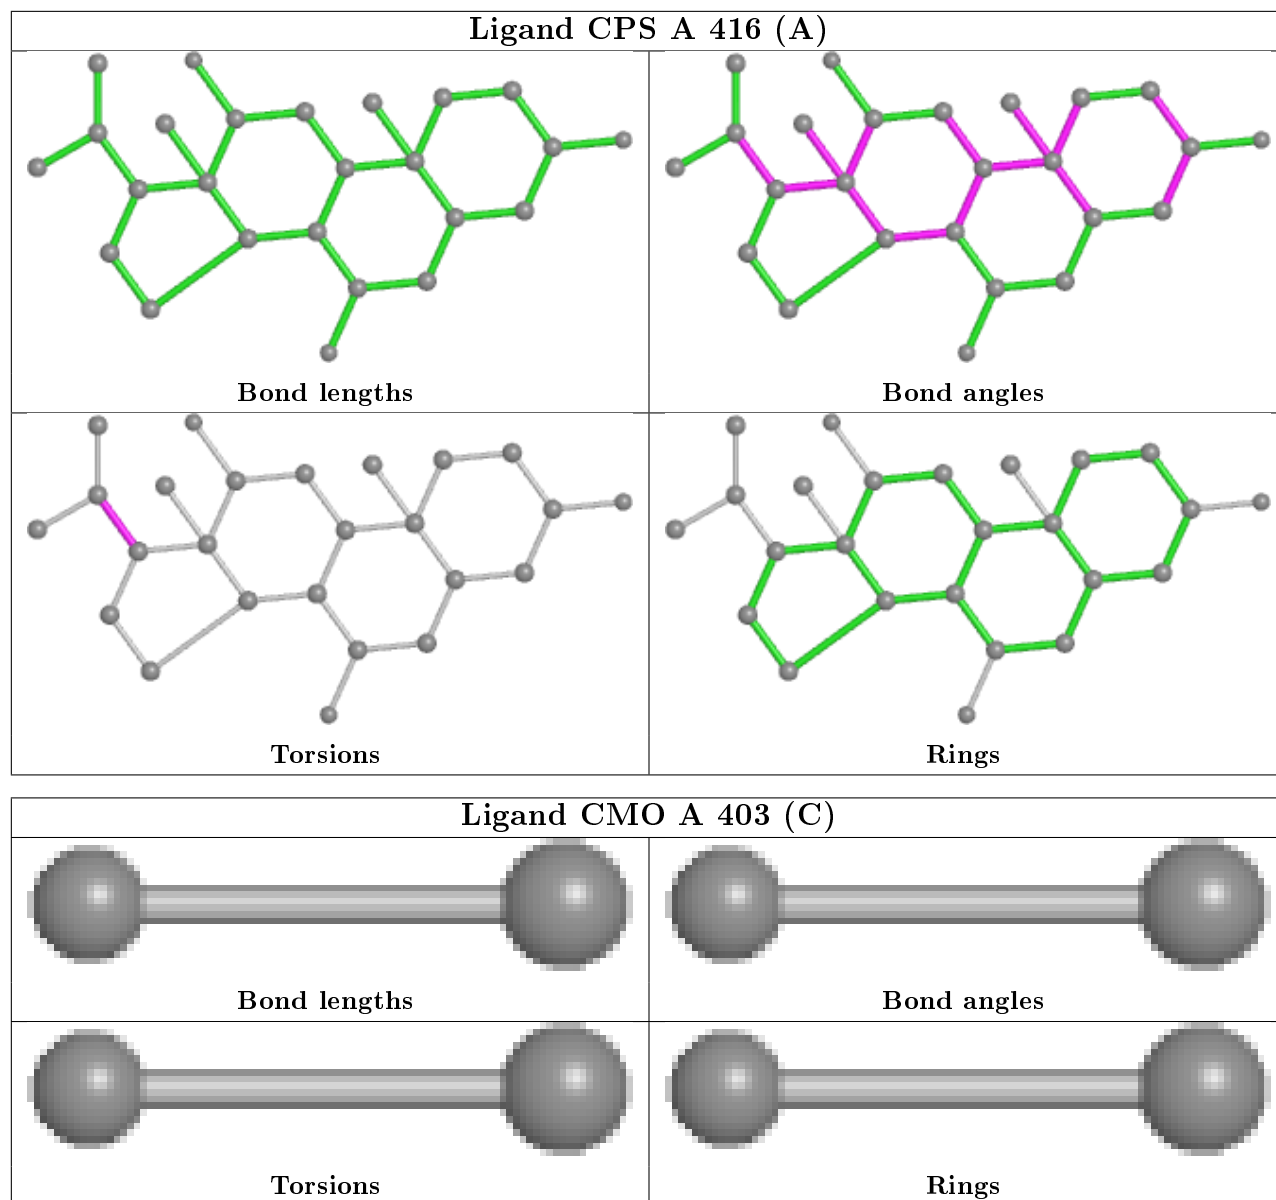 Ligand CPS A 416 (A)
Bond lengths
Bond angles
Torsions
Rings
Ligand CMO A 403 (C)
Bond lengths
Bond angles
Torsions
Rings